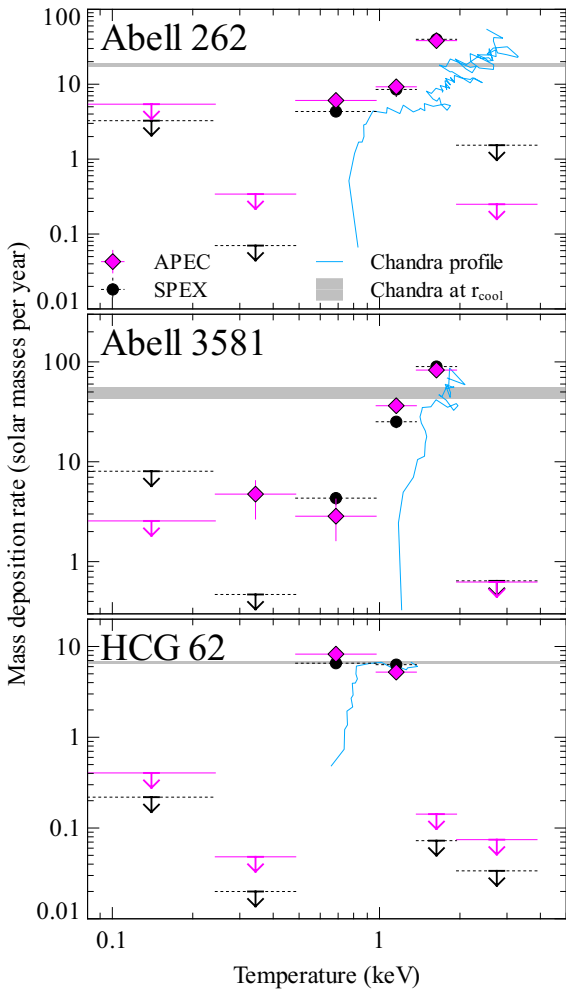 Abell 262
100
10
1
0.1
0.01
APEC
SPEX
Chandra profile
Chandra at r_cool
Abell 3581
100
10
1
HCG 62
10
1
0.1
0.01
Mass deposition rate (solar masses per year)
0.1
1
Temperature (keV)